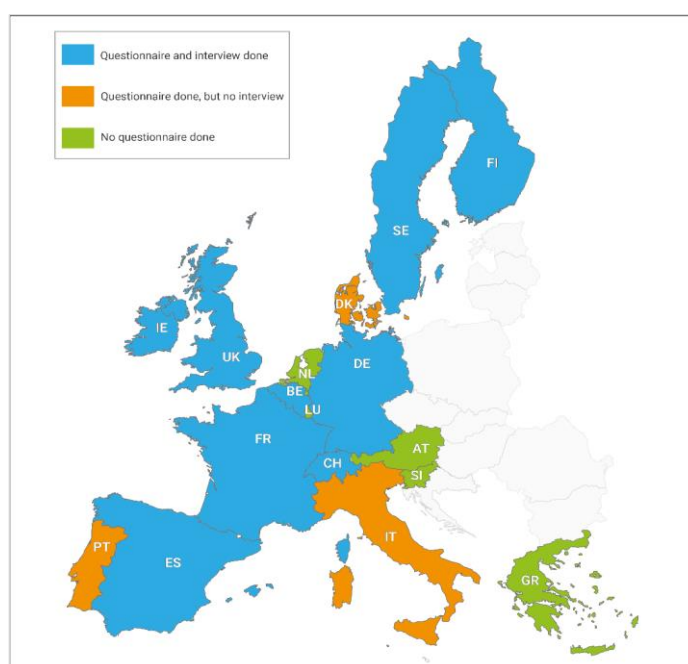 Questionnaire and interview done
Questionnaire done, but no interview
No questionnaire done
FI
SE
DK
IE
UK
NL
DE
BE
LU
FR
AT
CH
SI
IT
PT
ES
GR